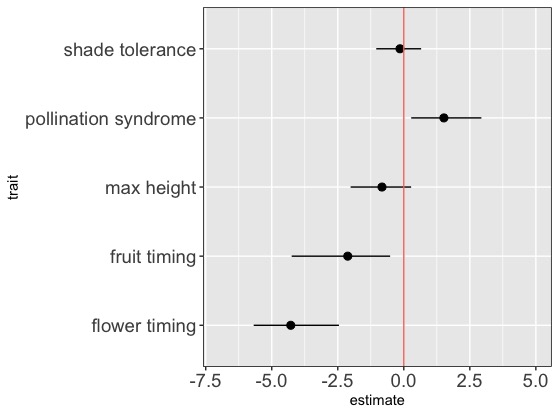 shade tolerance
pollination syndrome
max height
fruit timing
flower timing
trait
-7.5 -5.0 -2.5 0.0 2.5 5.0
estimate